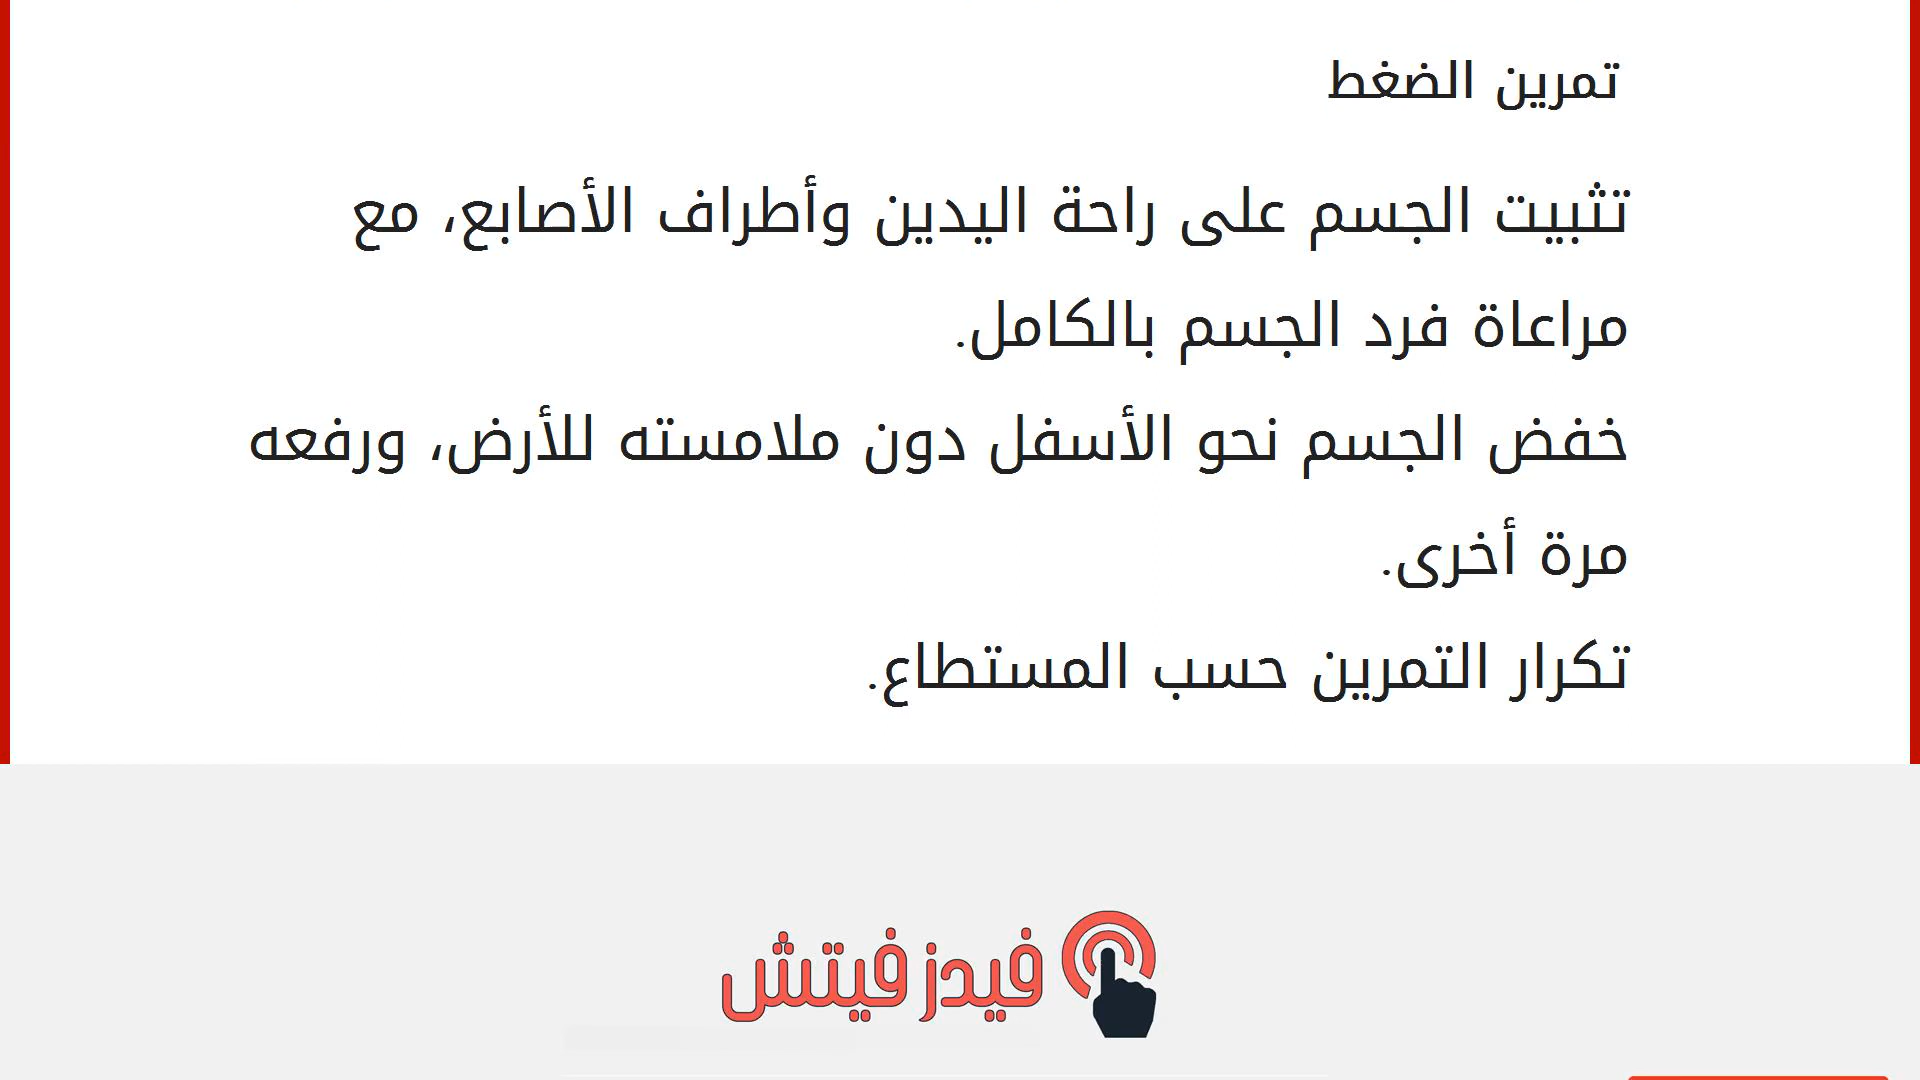 تمرين الضغط
تثبيت الجسم على راحة اليدين وأطراف الأصابع، مع
مراعاة فرد الجسم بالكامل.
خفض الجسم نحو الأسفل دون ملامسته للأرض، ورفعه
مرة أخرى.
تكرار التمرين حسب المستطاع.
فيدز فيتش